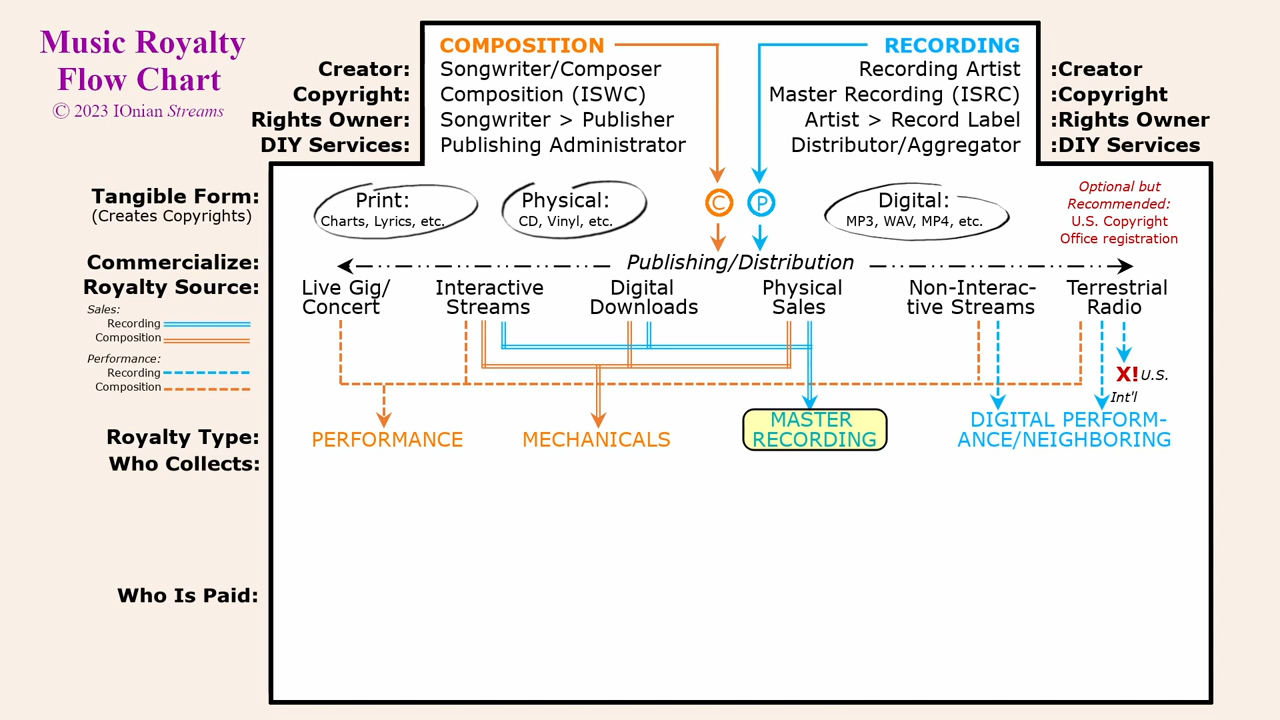 Music Royalty
Flow Chart
© 2023 IOnian Streams
COMPOSITION
RECORDING
Creator:
Songwriter/Composer
Recording Artist
:Creator
Copyright:
Composition (ISWC)
Master Recording (ISRC)
:Copyright
Rights Owner:
Songwriter > Publisher
Artist > Record Label
:Rights Owner
DIY Services:
Publishing Administrator
Distributor/Aggregator
:DIY Services
Tangible Form:
(Creates Copyrights)
Print:
Charts, Lyrics, etc.
Physical:
CD, Vinyl, etc.
C
P
Digital:
MP3, WAV, MP4, etc.
Optional but
Recommended:
U.S. Copyright
Office registration
Commercialize:
Publishing/Distribution
Royalty Source:
Live Gig/
Concert
Interactive
Streams
Digital
Downloads
Physical
Sales
Non-Interac-
tive Streams
Terrestrial
Radio
Sales:
Recording
Composition
Performance:
Recording
Composition
X! U.S.
Int'l
Royalty Type:
PERFORMANCE
MECHANICALS
MASTER
RECORDING
DIGITAL PERFORM-
ANCE/NEIGHBORING
Who Collects:
Who Is Paid: